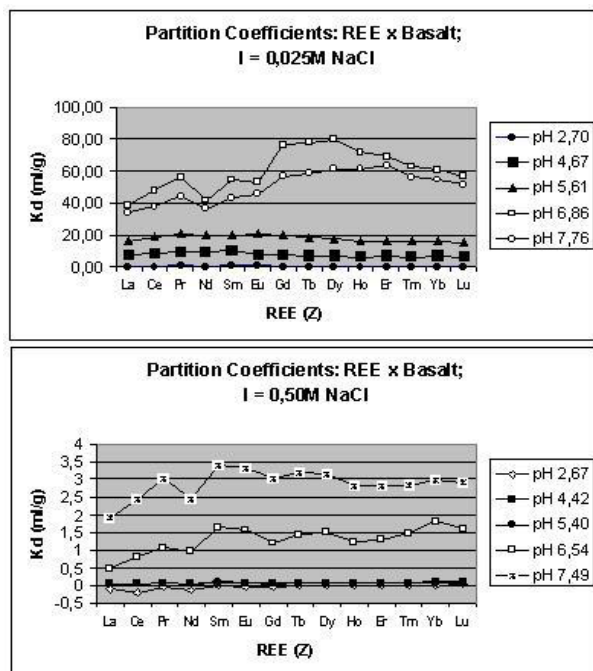 Partition Coefficients: REE x Basalt;
I = 0,025M NaCl
Kd (ml/g)
100,00
80,00
60,00
40,00
20,00
0,00
La Ce Pr Nd Sm Eu Gd Tb Dy Ho Er Tm Yb Lu
REE (Z)
pH 2,70
pH 4,67
pH 5,61
pH 6,86
pH 7,76
Partition Coefficients: REE x Basalt;
I = 0,50M NaCl
Kd (ml/g)
4
3,5
3
2,5
2
1,5
1
0,5
0
-0,5
La Ce Pr Nd Sm Eu Gd Tb Dy Ho Er Tm Yb Lu
REE (Z)
pH 2,67
pH 4,42
pH 5,40
pH 6,54
pH 7,49